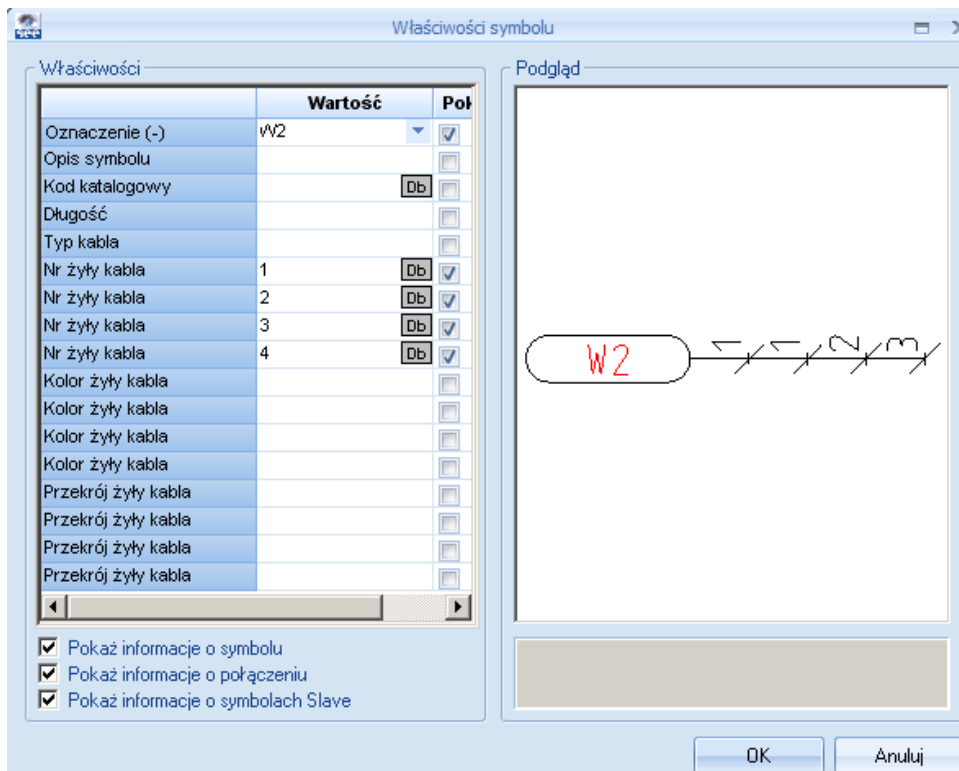 see
Właściwości symbolu
Właściwości
Wartość Pok
Oznaczenie (-) W2
Opis symbolu
Kod katalogowy Db
Długość
Typ kabla
Nr żyły kabla 1 Db
Nr żyły kabla 2 Db
Nr żyły kabla 3 Db
Nr żyły kabla 4 Db
Kolor żyły kabla
Kolor żyły kabla
Kolor żyły kabla
Kolor żyły kabla
Przekrój żyły kabla
Przekrój żyły kabla
Przekrój żyły kabla
Przekrój żyły kabla
Pokaż informacje o symbolu
Pokaż informacje o połączeniu
Pokaż informacje o symbolach Slave
Podgląd
W2 1 1 2 3
OK Anuluj